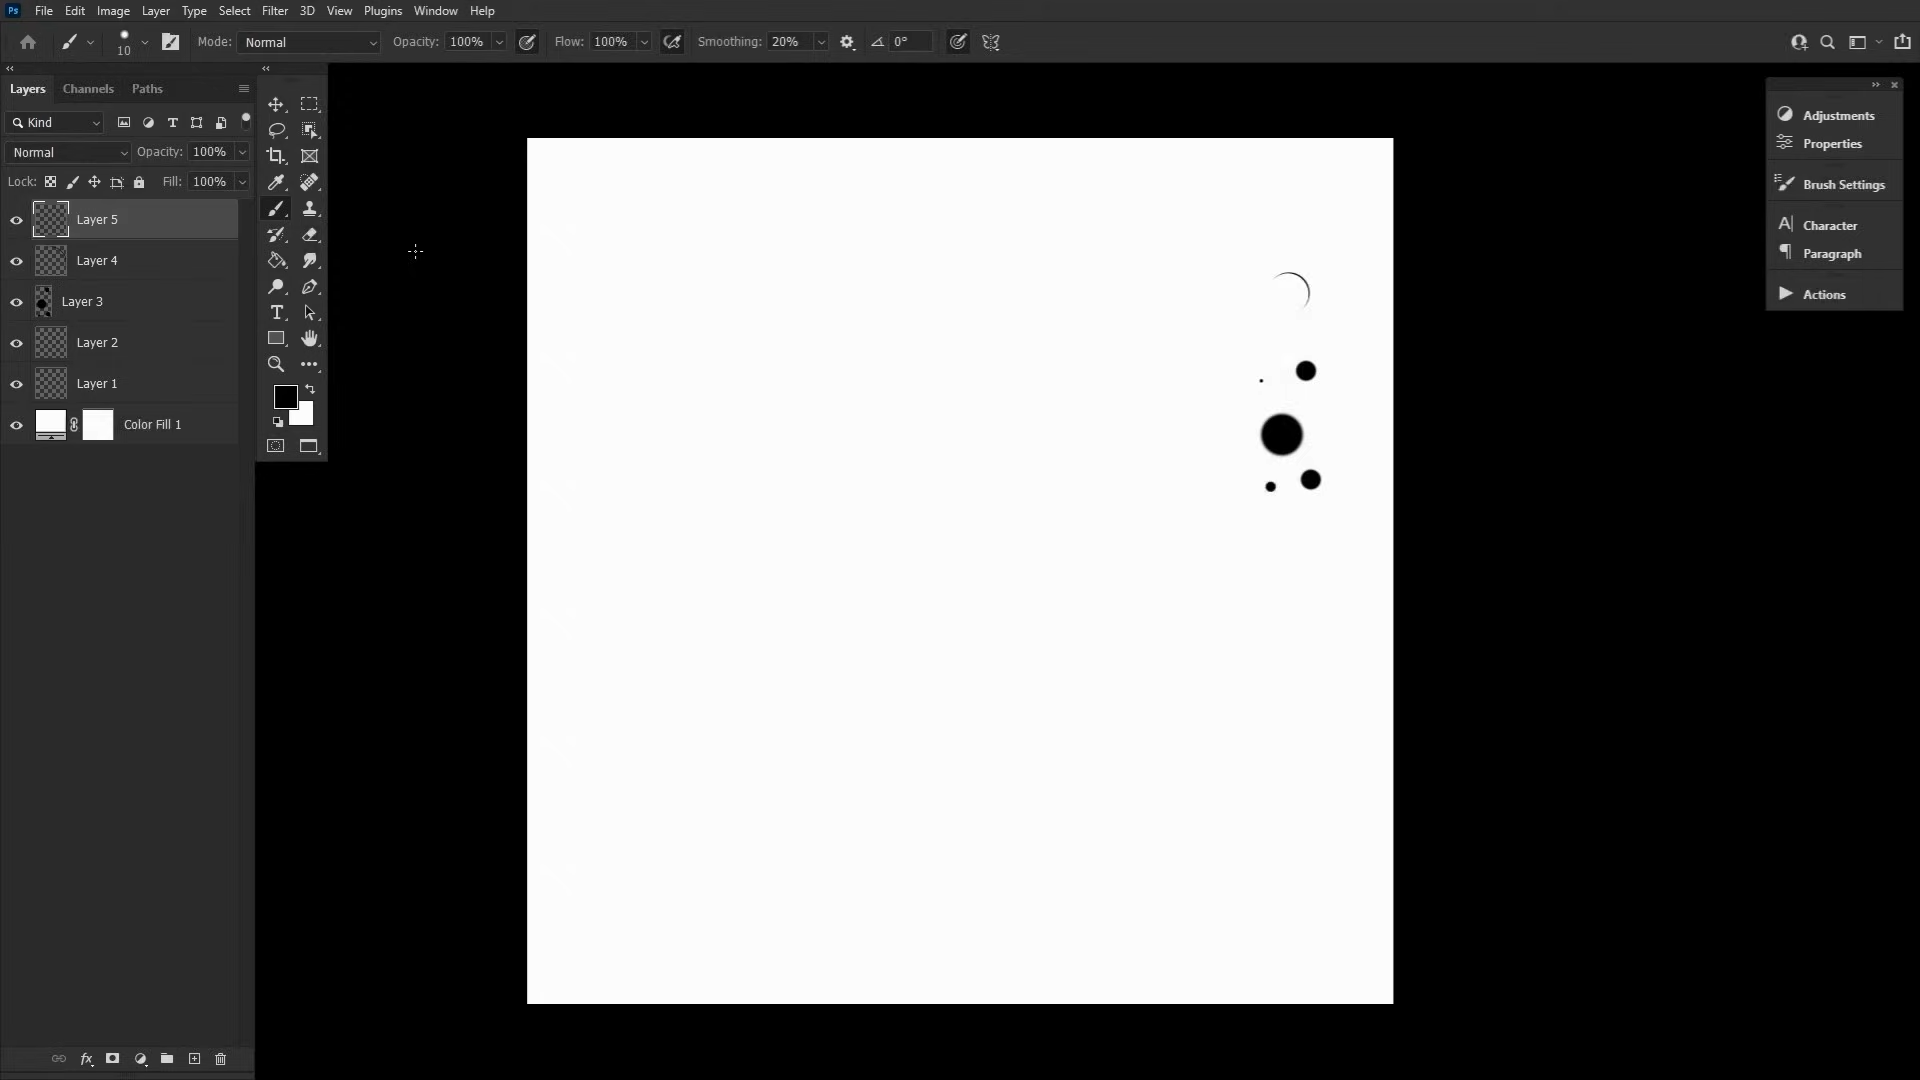 Ps File Edit Image Layer Type Select Filter 3D View Plugins Window Help
10 Mode: Normal Opacity: 100% Flow: 100% Smoothing: 20% 0°
Layers Channels Paths
Kind
Normal Opacity: 100%
Lock: Fill: 100%
Layer 5
Layer 4
Layer 3
Layer 2
Layer 1
Color Fill 1
Adjustments
Properties
Brush Settings
Character
Paragraph
Actions